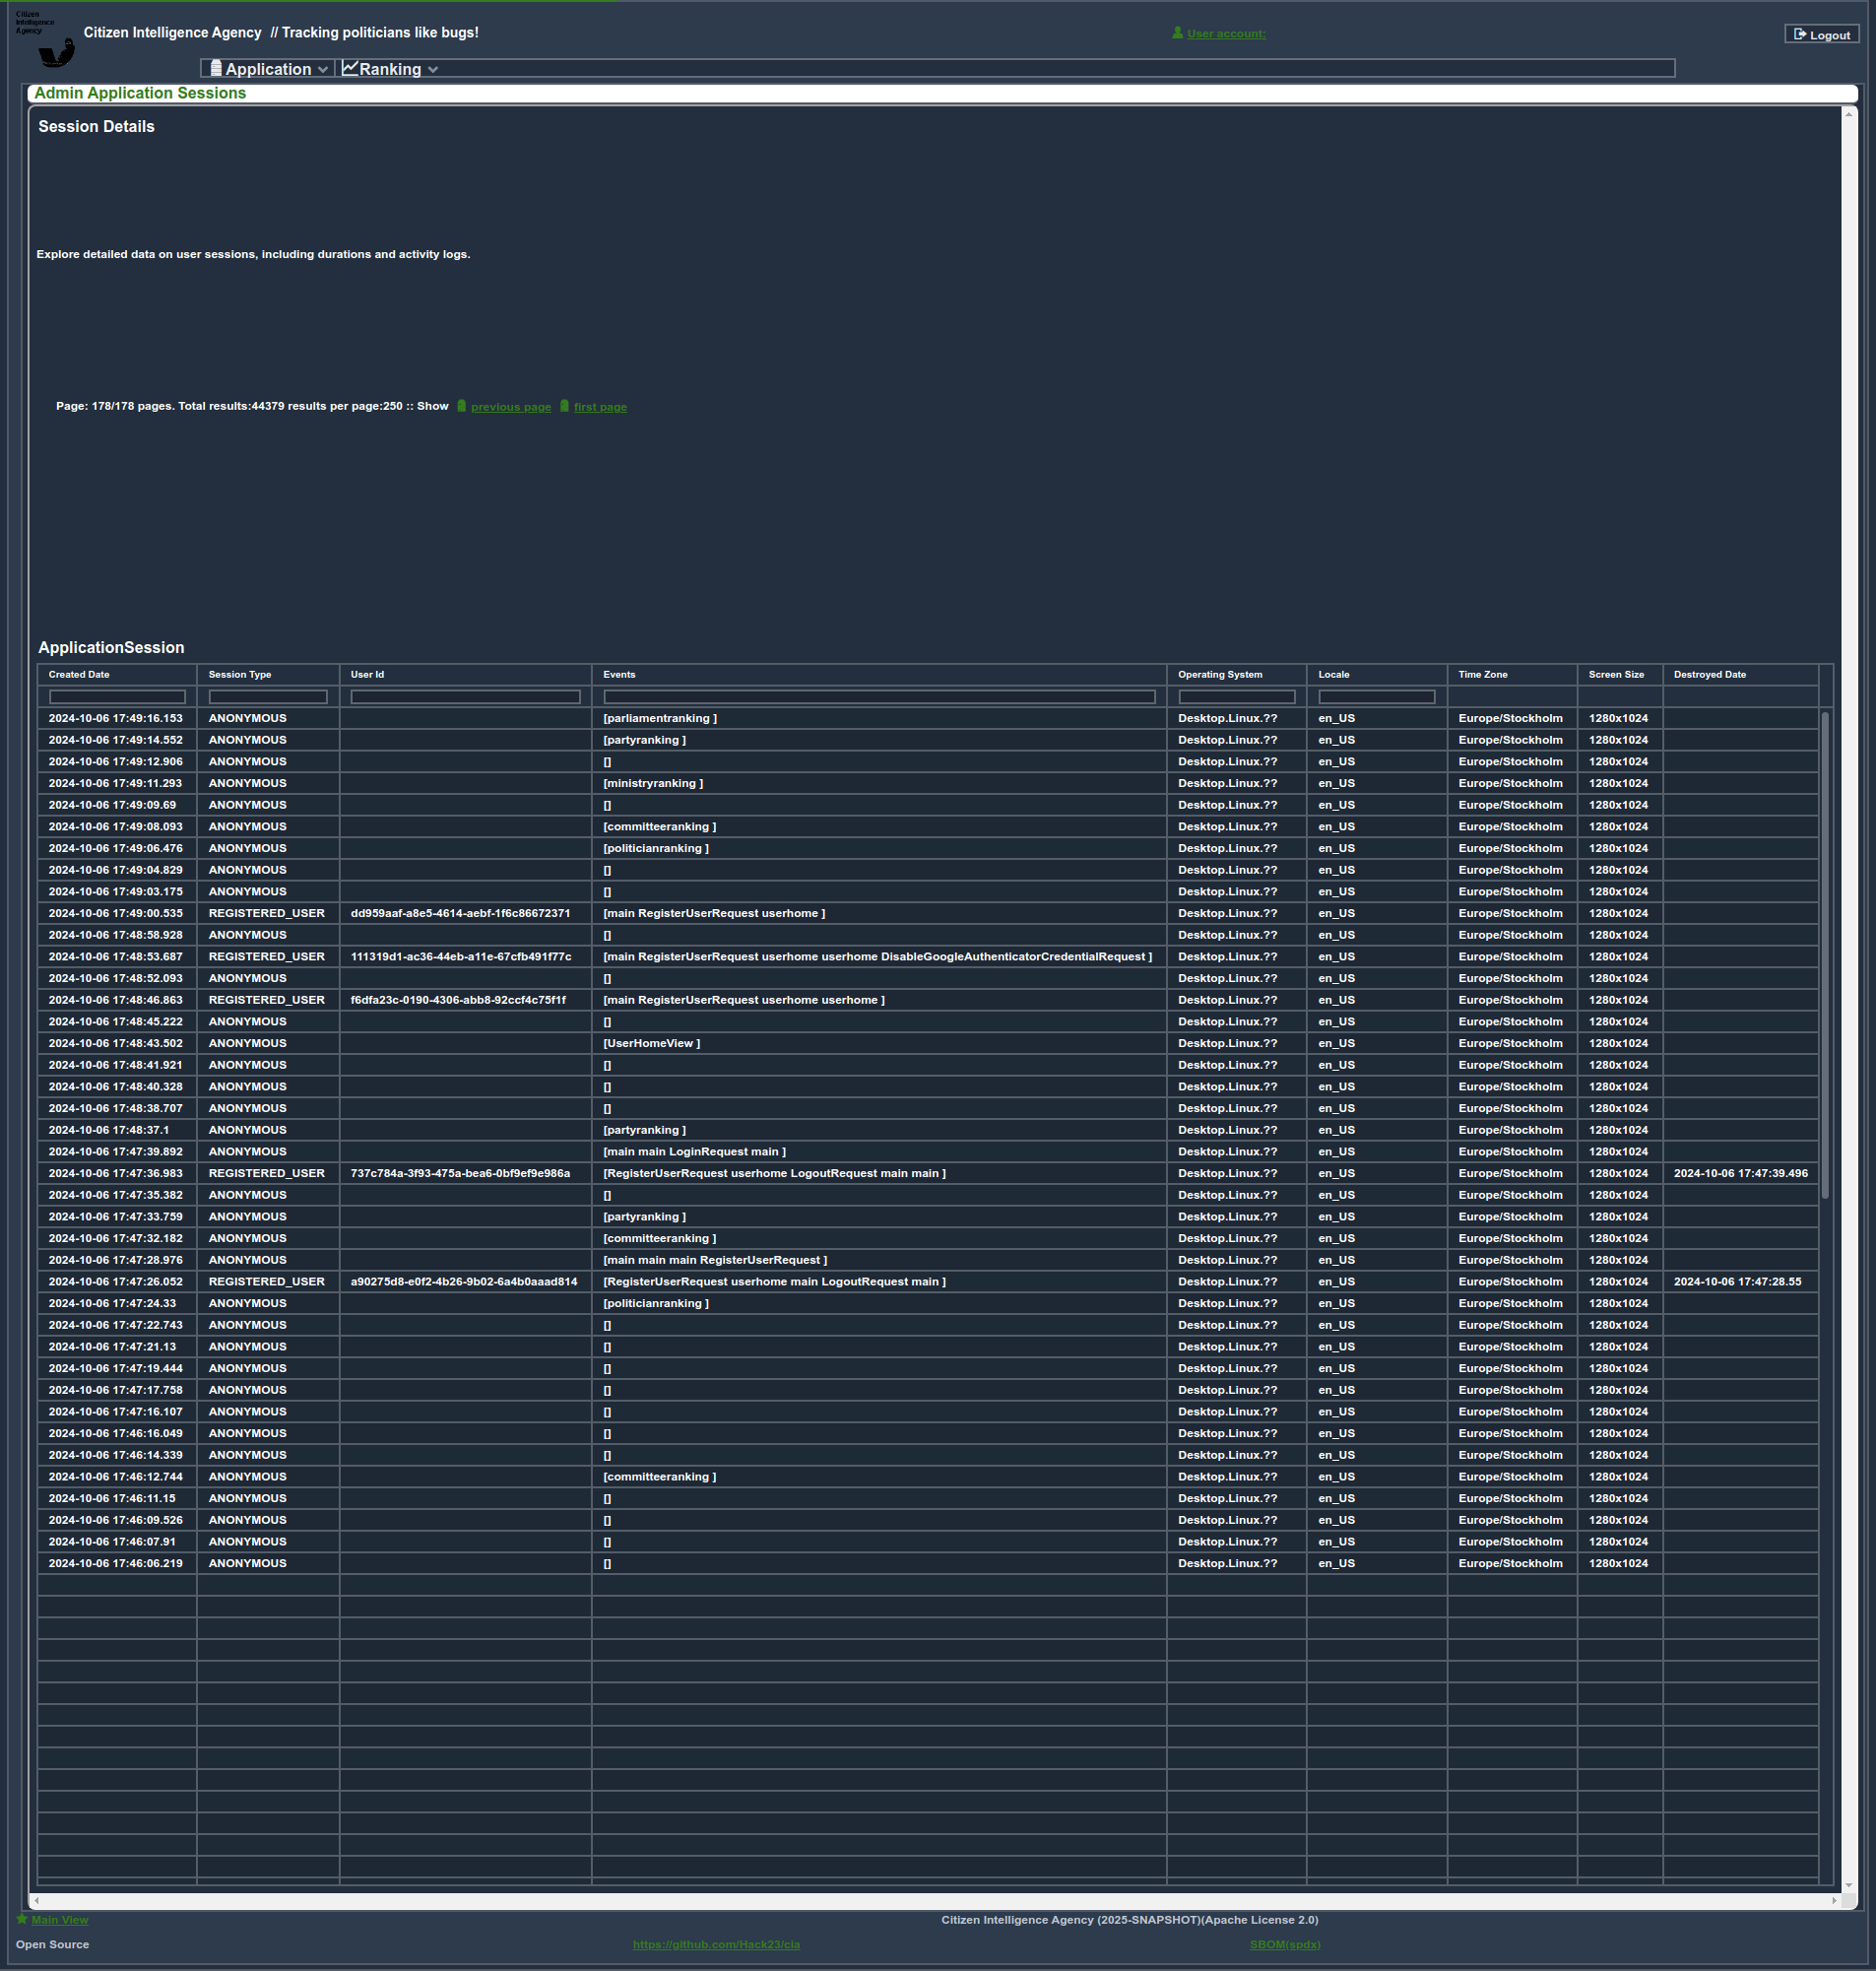 Citizen
Intelligence
Agency
Citizen Intelligence Agency // Tracking politicians like bugs!
User account:
Logout
Application Ranking
Admin Application Sessions
Session Details
Explore detailed data on user sessions, including durations and activity logs.
Page: 178/178 pages. Total results:44379 results per page:250 :: Show previous page first page
ApplicationSession
Created Date Session Type User Id Events Operating System Locale Time Zone Screen Size Destroyed Date
2024-10-06 17:49:16.153 ANONYMOUS [parliamentranking ] Desktop.Linux.?? en_US Europe/Stockholm 1280x1024
2024-10-06 17:49:14.552 ANONYMOUS [partyranking ] Desktop.Linux.?? en_US Europe/Stockholm 1280x1024
2024-10-06 17:49:12.906 ANONYMOUS [] Desktop.Linux.?? en_US Europe/Stockholm 1280x1024
2024-10-06 17:49:11.293 ANONYMOUS [ministryranking ] Desktop.Linux.?? en_US Europe/Stockholm 1280x1024
2024-10-06 17:49:09.69 ANONYMOUS [] Desktop.Linux.?? en_US Europe/Stockholm 1280x1024
2024-10-06 17:49:08.093 ANONYMOUS [committeeranking ] Desktop.Linux.?? en_US Europe/Stockholm 1280x1024
2024-10-06 17:49:06.476 ANONYMOUS [politicianranking ] Desktop.Linux.?? en_US Europe/Stockholm 1280x1024
2024-10-06 17:49:04.829 ANONYMOUS [] Desktop.Linux.?? en_US Europe/Stockholm 1280x1024
2024-10-06 17:49:03.175 ANONYMOUS [] Desktop.Linux.?? en_US Europe/Stockholm 1280x1024
2024-10-06 17:49:00.535 REGISTERED_USER dd959aaf-a8e5-4614-aebf-1f6c86672371 [main RegisterUserRequest userhome ] Desktop.Linux.?? en_US Europe/Stockholm 1280x1024
2024-10-06 17:48:58.928 ANONYMOUS [] Desktop.Linux.?? en_US Europe/Stockholm 1280x1024
2024-10-06 17:48:53.687 REGISTERED_USER 111319d1-ac36-44eb-a11e-67cfb491f77c [main RegisterUserRequest userhome userhome DisableGoogleAuthenticatorCredentialRequest ] Desktop.Linux.?? en_US Europe/Stockholm 1280x1024
2024-10-06 17:48:52.093 ANONYMOUS [] Desktop.Linux.?? en_US Europe/Stockholm 1280x1024
2024-10-06 17:48:46.863 REGISTERED_USER f6dfa23c-0190-4306-abb8-92ccf4c75f1f [main RegisterUserRequest userhome userhome ] Desktop.Linux.?? en_US Europe/Stockholm 1280x1024
2024-10-06 17:48:45.222 ANONYMOUS [] Desktop.Linux.?? en_US Europe/Stockholm 1280x1024
2024-10-06 17:48:43.502 ANONYMOUS [UserHomeView ] Desktop.Linux.?? en_US Europe/Stockholm 1280x1024
2024-10-06 17:48:41.921 ANONYMOUS [] Desktop.Linux.?? en_US Europe/Stockholm 1280x1024
2024-10-06 17:48:40.328 ANONYMOUS [] Desktop.Linux.?? en_US Europe/Stockholm 1280x1024
2024-10-06 17:48:38.707 ANONYMOUS [] Desktop.Linux.?? en_US Europe/Stockholm 1280x1024
2024-10-06 17:48:37.1 ANONYMOUS [partyranking ] Desktop.Linux.?? en_US Europe/Stockholm 1280x1024
2024-10-06 17:47:39.892 ANONYMOUS [main main LoginRequest main ] Desktop.Linux.?? en_US Europe/Stockholm 1280x1024
2024-10-06 17:47:36.983 REGISTERED_USER 737c784a-3f93-475a-bea6-0bf9ef9e986a [RegisterUserRequest userhome LogoutRequest main main ] Desktop.Linux.?? en_US Europe/Stockholm 1280x1024 2024-10-06 17:47:39.496
2024-10-06 17:47:35.382 ANONYMOUS [] Desktop.Linux.?? en_US Europe/Stockholm 1280x1024
2024-10-06 17:47:33.759 ANONYMOUS [partyranking ] Desktop.Linux.?? en_US Europe/Stockholm 1280x1024
2024-10-06 17:47:32.182 ANONYMOUS [committeeranking ] Desktop.Linux.?? en_US Europe/Stockholm 1280x1024
2024-10-06 17:47:28.976 ANONYMOUS [main main main RegisterUserRequest ] Desktop.Linux.?? en_US Europe/Stockholm 1280x1024
2024-10-06 17:47:26.052 REGISTERED_USER a90275d8-e0f2-4b26-9b02-6a4b0aaad814 [RegisterUserRequest userhome main LogoutRequest main ] Desktop.Linux.?? en_US Europe/Stockholm 1280x1024 2024-10-06 17:47:28.55
2024-10-06 17:47:24.33 ANONYMOUS [politicianranking ] Desktop.Linux.?? en_US Europe/Stockholm 1280x1024
2024-10-06 17:47:22.743 ANONYMOUS [] Desktop.Linux.?? en_US Europe/Stockholm 1280x1024
2024-10-06 17:47:21.13 ANONYMOUS [] Desktop.Linux.?? en_US Europe/Stockholm 1280x1024
2024-10-06 17:47:19.444 ANONYMOUS [] Desktop.Linux.?? en_US Europe/Stockholm 1280x1024
2024-10-06 17:47:17.758 ANONYMOUS [] Desktop.Linux.?? en_US Europe/Stockholm 1280x1024
2024-10-06 17:47:16.107 ANONYMOUS [] Desktop.Linux.?? en_US Europe/Stockholm 1280x1024
2024-10-06 17:46:16.049 ANONYMOUS [] Desktop.Linux.?? en_US Europe/Stockholm 1280x1024
2024-10-06 17:46:14.339 ANONYMOUS [] Desktop.Linux.?? en_US Europe/Stockholm 1280x1024
2024-10-06 17:46:12.744 ANONYMOUS [committeeranking ] Desktop.Linux.?? en_US Europe/Stockholm 1280x1024
2024-10-06 17:46:11.15 ANONYMOUS [] Desktop.Linux.?? en_US Europe/Stockholm 1280x1024
2024-10-06 17:46:09.526 ANONYMOUS [] Desktop.Linux.?? en_US Europe/Stockholm 1280x1024
2024-10-06 17:46:07.91 ANONYMOUS [] Desktop.Linux.?? en_US Europe/Stockholm 1280x1024
2024-10-06 17:46:06.219 ANONYMOUS [] Desktop.Linux.?? en_US Europe/Stockholm 1280x1024
Main View Citizen Intelligence Agency (2025-SNAPSHOT)(Apache License 2.0)
Open Source https://github.com/Hack23/cia SBOM(spdx)